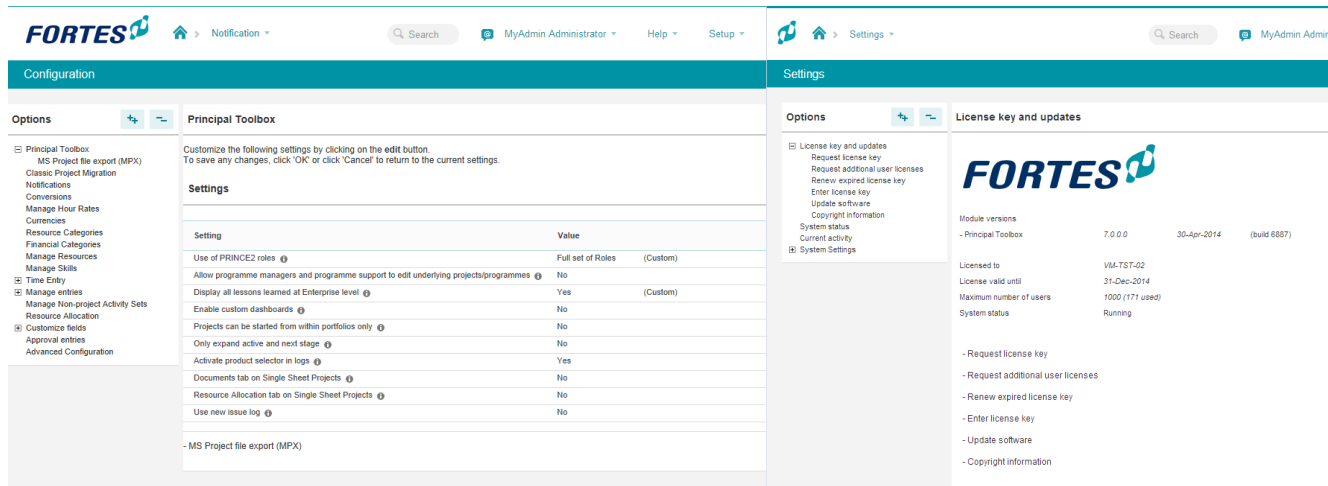 FORTES
Notification
Search
MyAdmin Administrator
Help
Setup
Configuration
Options
Principal Toolbox
MS Project file export (MPX)
Classic Project Migration
Notifications
Conversions
Manage Hour Rates
Currencies
Resource Categories
Financial Categories
Manage Resources
Manage Skills
Time Entry
Manage entries
Manage Non-project Activity Sets
Resource Allocation
Customize fields
Approval entries
Advanced Configuration
Principal Toolbox
Customize the following settings by clicking on the edit button.
To save any changes, click 'OK' or click 'Cancel' to return to the current settings.
Settings
Setting Value
Use of PRINCE2 roles Full set of Roles (Custom)
Allow programme managers and programme support to edit underlying projects/programmes No
Display all lessons learned at Enterprise level Yes (Custom)
Enable custom dashboards No
Projects can be started from within portfolios only No
Only expand active and next stage No
Activate product selector in logs Yes
Documents tab on Single Sheet Projects No
Resource Allocation tab on Single Sheet Projects No
Use new issue log No
- MS Project file export (MPX)
Settings
Search
MyAdmin Admir
Settings
Options
License key and updates
Request license key
Request additional user licenses
Renew expired license key
Enter license key
Update software
Copyright information
System status
Current activity
System Settings
License key and updates
FORTES
Module versions
- Principal Toolbox 7.0.0.0 30-Apr-2014 (build 6887)
Licensed to VM-TST-02
License valid until 31-Dec-2014
Maximum number of users 1000 (171 used)
System status Running
- Request license key
- Request additional user licenses
- Renew expired license key
- Enter license key
- Update software
- Copyright information